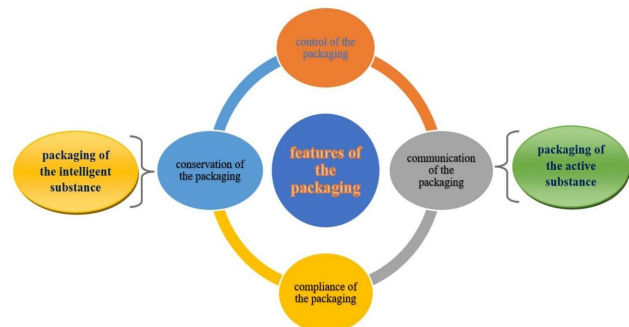 control of the
packaging
packaging of
the intelligent
substance
conservation of
the packaging
features of
the
packaging
communication
of the
packaging
packaging of
the active
substance
compliance of
the packaging